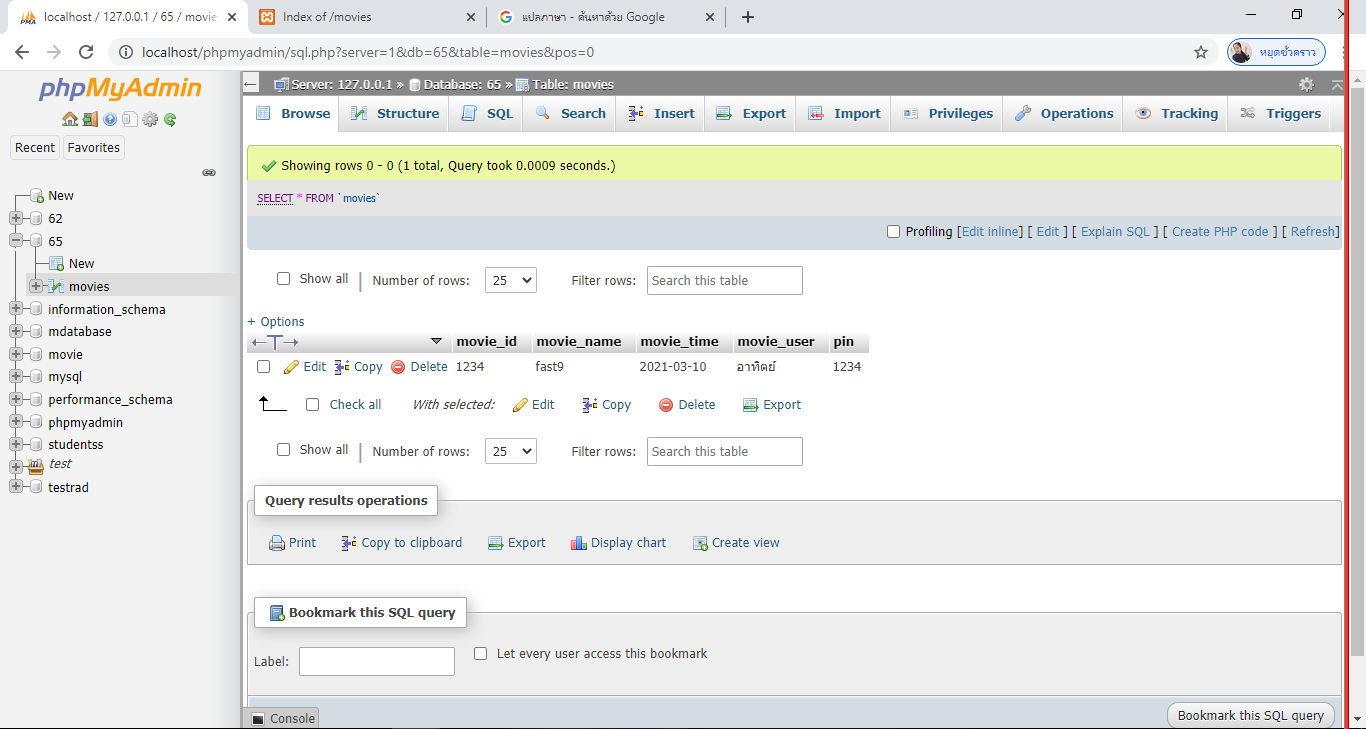 localhost / 127.0.0.1 / 65 / movie
Index of /movies
แปลภาษา - ค้นหาด้วย Google
localhost/phpmyadmin/sql.php?server=1&db=65&table=movies&pos=0
หยุดชั่วคราว
phpMyAdmin
Recent
Favorites
New
62
65
New
movies
information_schema
mdatabase
movie
mysql
performance_schema
phpmyadmin
studentss
test
testrad
Server: 127.0.0.1 » Database: 65 » Table: movies
Browse Structure SQL Search Insert Export Import Privileges Operations Tracking Triggers
Showing rows 0 - 0 (1 total, Query took 0.0009 seconds.)
SELECT * FROM `movies`
Profiling [Edit inline] [ Edit ] [ Explain SQL ] [ Create PHP code ] [ Refresh]
Show all | Number of rows: 25 Filter rows: Search this table
+ Options
←T→ movie_id movie_name movie_time movie_user pin
Edit Copy Delete 1234 fast9 2021-03-10 อาทิตย์ 1234
Check all With selected: Edit Copy Delete Export
Show all | Number of rows: 25 Filter rows: Search this table
Query results operations
Print Copy to clipboard Export Display chart Create view
Bookmark this SQL query
Label: Let every user access this bookmark
Console
Bookmark this SQL query